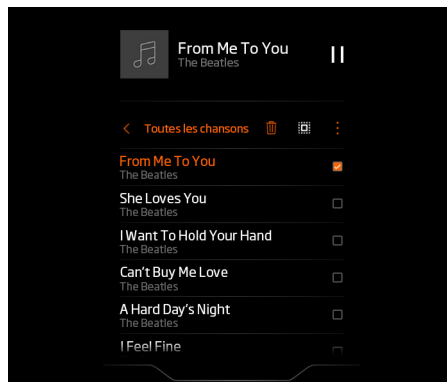 From Me To You
The Beatles
Toutes les chansons
From Me To You
The Beatles
She Loves You
The Beatles
I Want To Hold Your Hand
The Beatles
Can't Buy Me Love
The Beatles
A Hard Day's Night
The Beatles
I Feel Fine